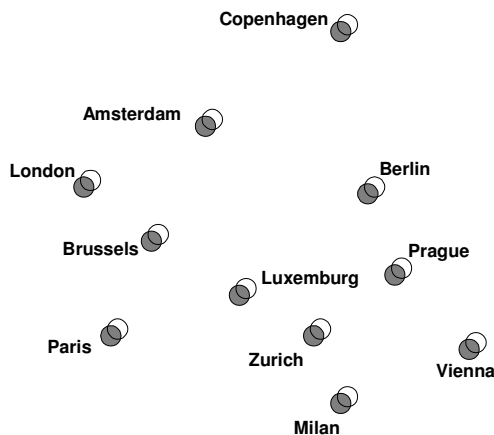 Copenhagen
Amsterdam
London
Berlin
Brussels
Prague
Luxemburg
Paris
Zurich
Vienna
Milan